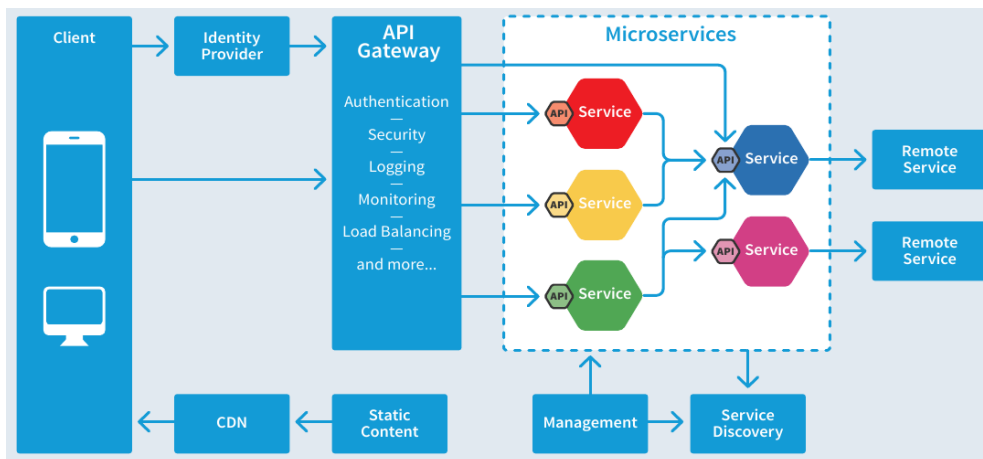 Client
Identity
Provider
API
Gateway
Authentication
—
Security
—
Logging
—
Monitoring
—
Load Balancing
—
and more...
Microservices
API
Service
API
Service
API
Service
API
Service
API
Service
Remote
Service
Remote
Service
CDN
Static
Content
Management
Service
Discovery